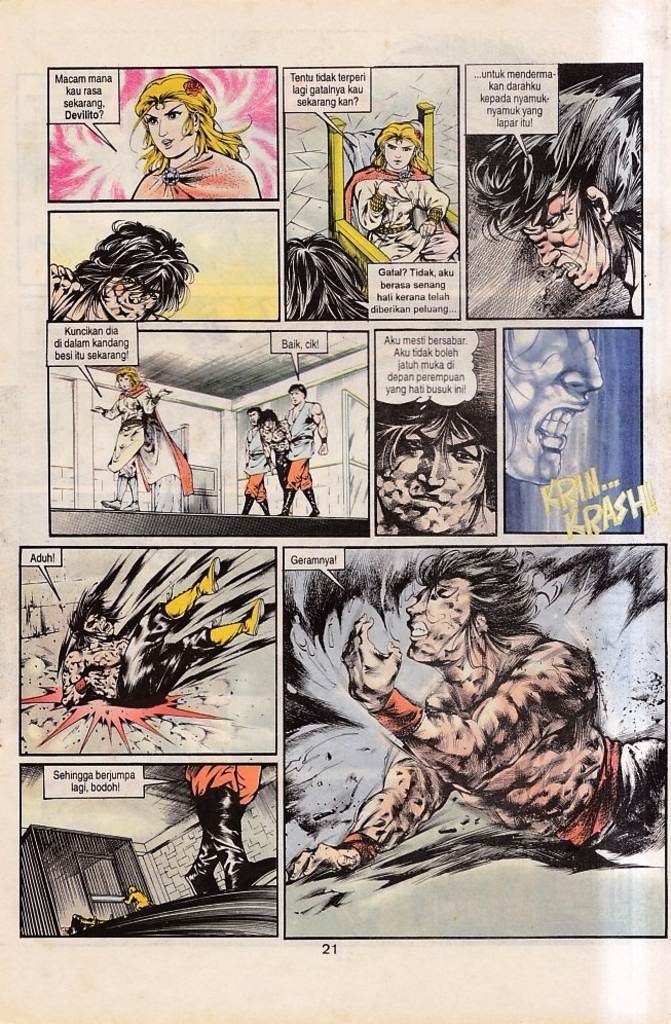 Macam mana
kau rasa
sekarang,
Devilito?
Tentu tidak terperi
lagi gatalnya kau
sekarang kan?
Gatal? Tidak, aku
berasa senang
hati kerana telah
diberikan peluang...
...untuk menderma-
kan darahku
kepada nyamuk-
nyamuk yang
lapar itu!
Kuncikan dia
di dalam kandang
besi itu sekarang!
Baik, cik!
Aku mesti bersabar.
Aku tidak boleh
jatuh muka di
depan perempuan
yang hati busuk ini!
KRIN...
KRASH!!
Aduh!
Geramnya!
Sehingga berjumpa
lagi, bodoh!
21